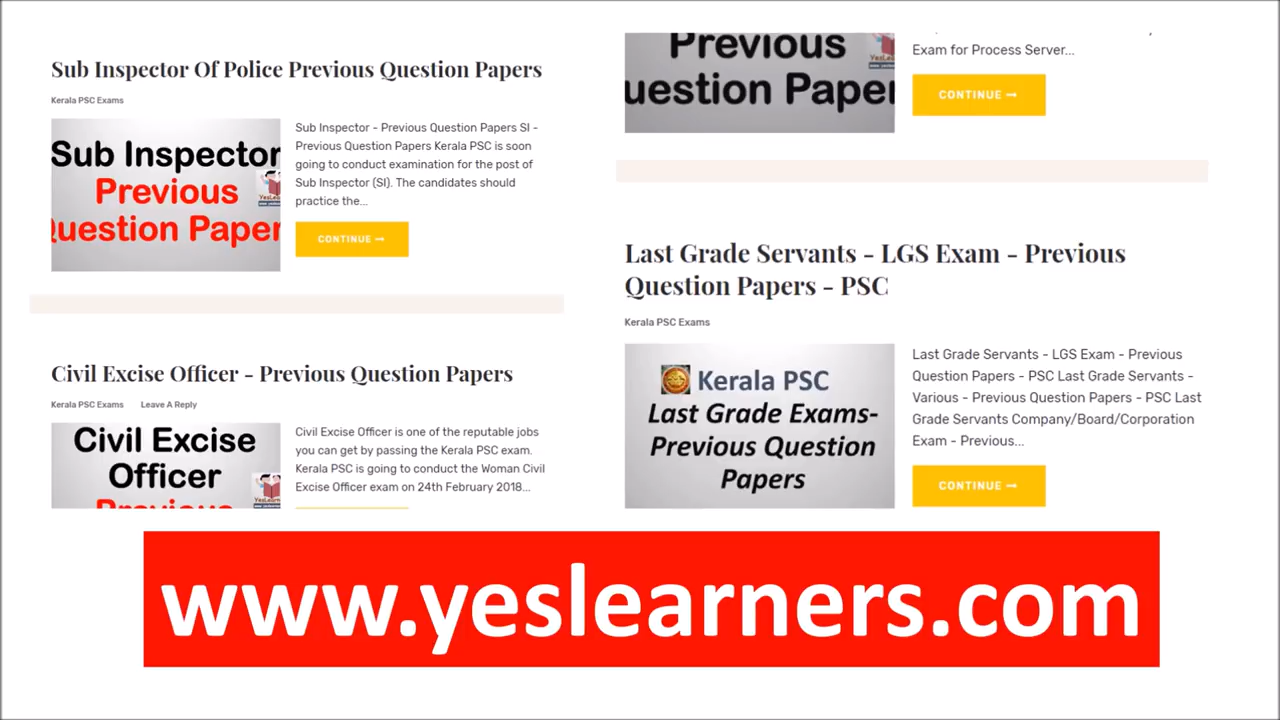 Sub Inspector Of Police Previous Question Papers
Kerala PSC Exams
Sub Inspector
Previous
Question Paper
YesLear
Sub Inspector - Previous Question Papers SI -
Previous Question Papers Kerala PSC is soon
going to conduct examination for the post of
Sub Inspector (SI). The candidates should
practice the...
CONTINUE →
Civil Excise Officer - Previous Question Papers
Kerala PSC Exams Leave A Reply
Civil Excise
Officer
Previous
YesLearn
Civil Excise Officer is one of the reputable jobs
you can get by passing the Kerala PSC exam.
Kerala PSC is going to conduct the Woman Civil
Excise Officer exam on 24th February 2018...
Previous
uestion Paper
Exam for Process Server...
CONTINUE →
Last Grade Servants - LGS Exam - Previous
Question Papers - PSC
Kerala PSC Exams
Kerala PSC
Last Grade Exams-
Previous Question
Papers
Last Grade Servants - LGS Exam - Previous
Question Papers - PSC Last Grade Servants -
Various - Previous Question Papers - PSC Last
Grade Servants Company/Board/Corporation
Exam - Previous...
CONTINUE →
www.yeslearners.com